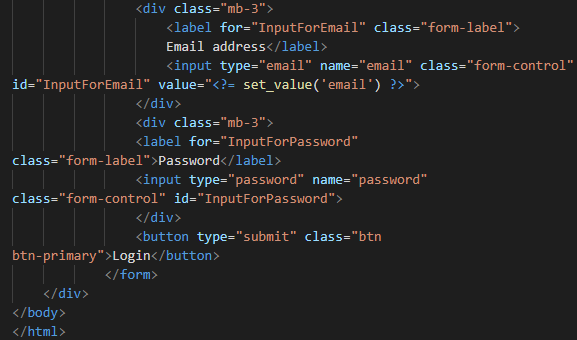 <div class="mb-3">
<label for="InputForEmail" class="form-label">
Email address</label>
<input type="email" name="email" class="form-control"
id="InputForEmail" value="<?= set_value('email') ?>">
</div>
<div class="mb-3">
<label for="InputForPassword"
class="form-label">Password</label>
<input type="password" name="password"
class="form-control" id="InputForPassword">
</div>
<button type="submit" class="btn
btn-primary">Login</button>
</form>
</div>
</body>
</html>